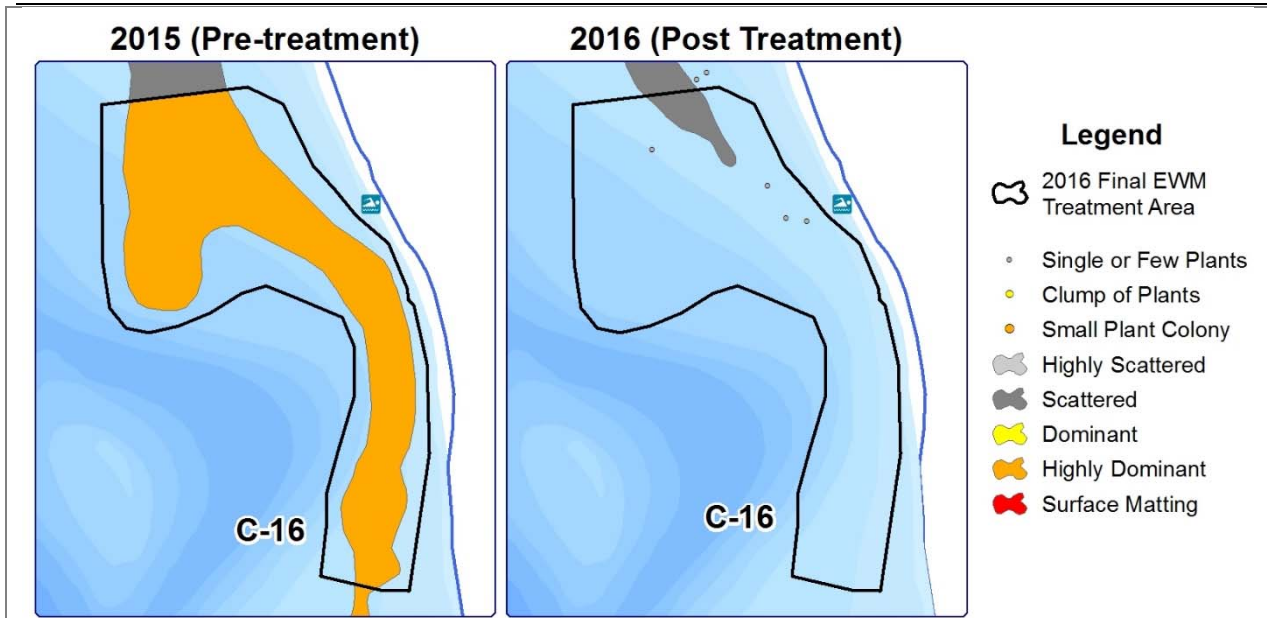 2015 (Pre-treatment)
2016 (Post Treatment)
C-16
C-16
Legend
2016 Final EWM
Treatment Area
Single or Few Plants
Clump of Plants
Small Plant Colony
Highly Scattered
Scattered
Dominant
Highly Dominant
Surface Matting